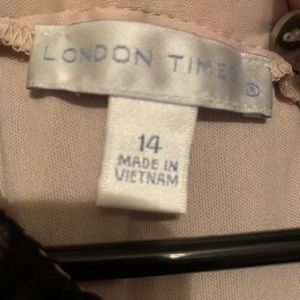 LONDON TIMES ®
14
MADE IN
VIETNAM